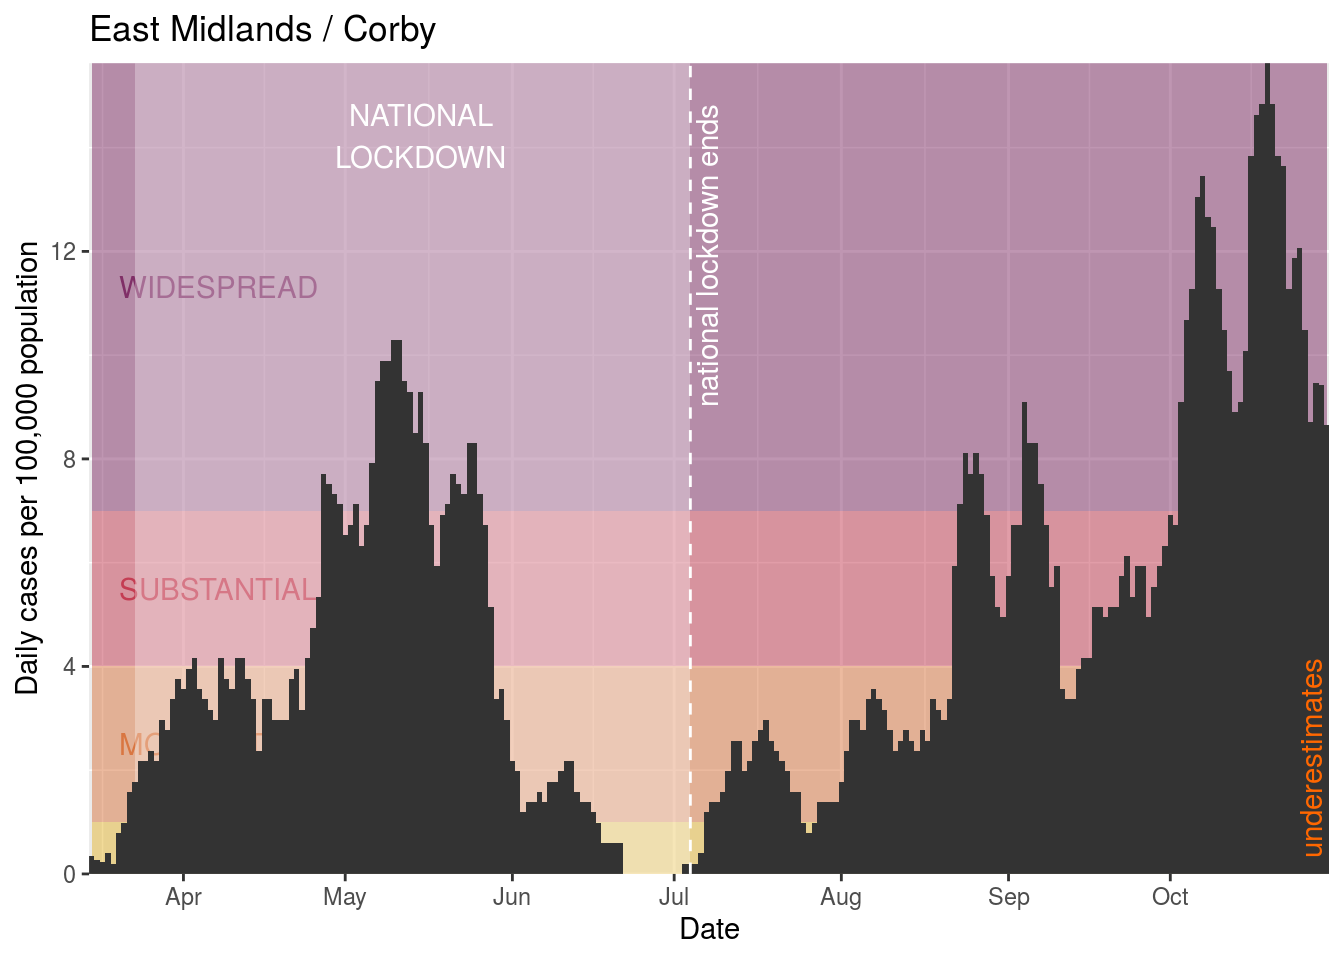 East Midlands / Corby
NATIONAL
LOCKDOWN
national lockdown ends
WIDESPREAD
SUBSTANTIAL
underestimates
Daily cases per 100,000 population
12
8
4
0
Apr
May
Jun
Jul
Aug
Sep
Oct
Date